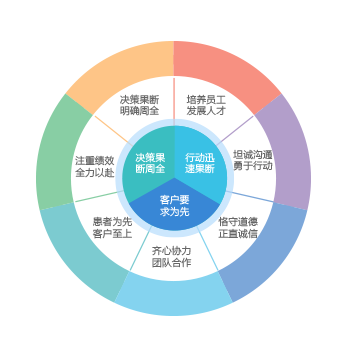 决策果断
明确周全
培养员工
发展人才
注重绩效
全力以赴
决策果
断周全
行动迅
速果断
坦诚沟通
勇于行动
客户要
求为先
患者为先
客户至上
恪守道德
正直诚信
齐心协力
团队合作